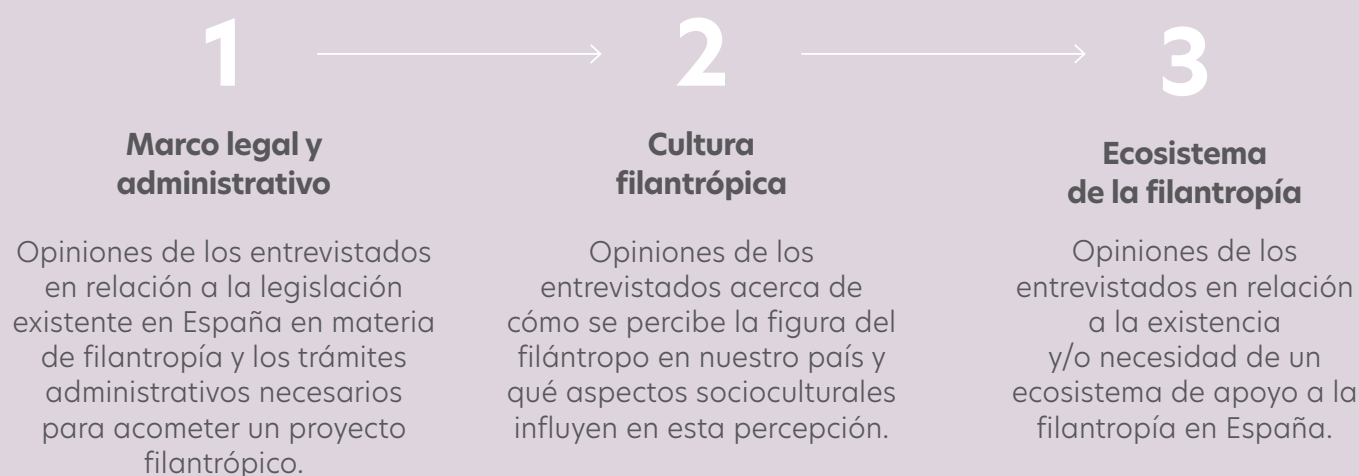 1
Marco legal y
administrativo
Opiniones de los entrevistados
en relación a la legislación
existente en España en materia
de filantropía y los trámites
administrativos necesarios
para acometer un proyecto
filantrópico.
2
Cultura
filantrópica
Opiniones de los
entrevistados acerca de
cómo se percibe la figura del
filántropo en nuestro país y
qué aspectos socioculturales
influyen en esta percepción.
3
Ecosistema
de la filantropía
Opiniones de los
entrevistados en relación
a la existencia
y/o necesidad de un
ecosistema de apoyo a la
filantropía en España.